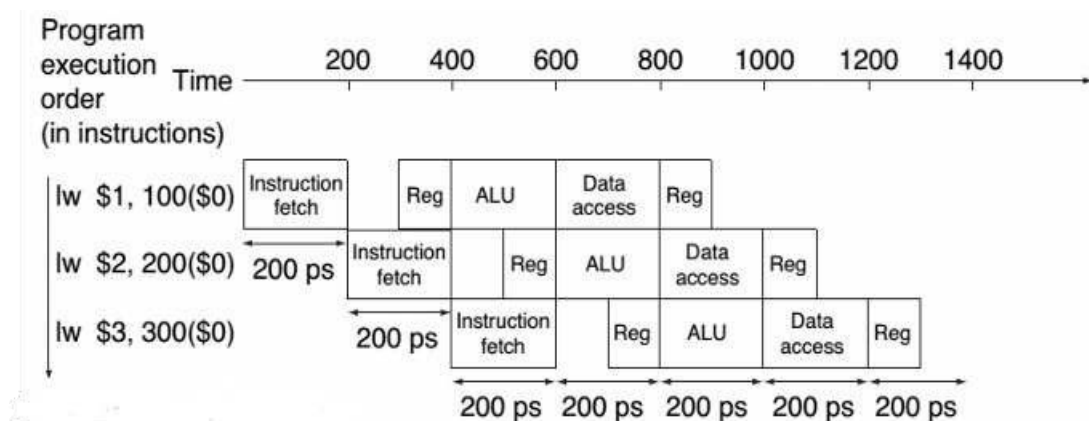 Program
execution
order
(in instructions)
Time
200 400 600 800 1000 1200 1400
lw $1, 100($0)
Instruction
fetch
Reg
ALU
Data
access
Reg
200 ps
lw $2, 200($0)
Instruction
fetch
Reg
ALU
Data
access
Reg
200 ps
lw $3, 300($0)
Instruction
fetch
Reg
ALU
Data
access
Reg
200 ps 200 ps 200 ps 200 ps 200 ps